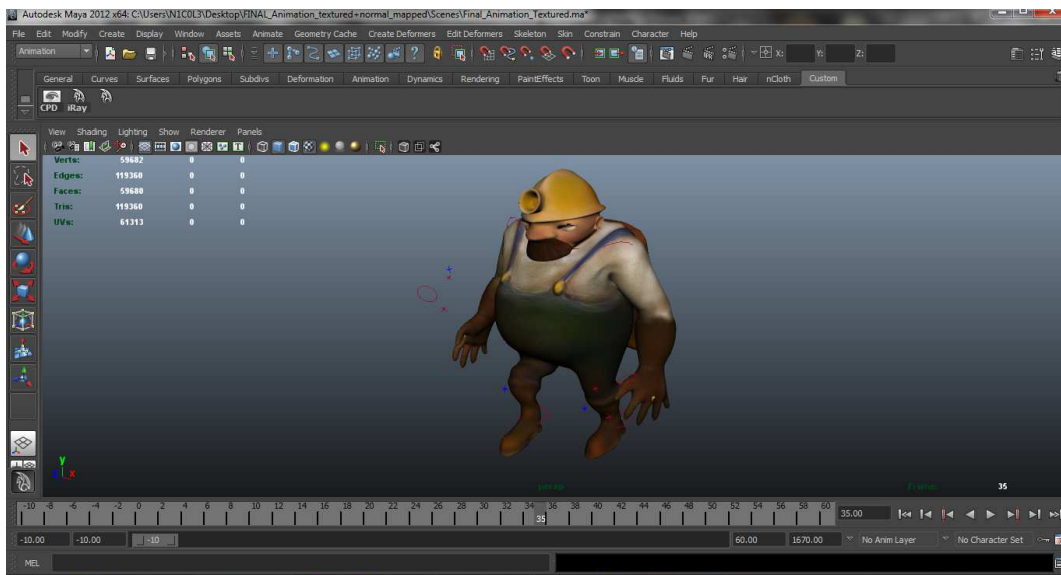 Autodesk Maya 2012 x64: C:\Users\N1C0L3\Desktop\FINAL_Animation_textured+normal_mapped\Scenes\Final_Animation_Textured.ma*
File Edit Modify Create Display Window Assets Animate Geometry Cache Create Deformers Edit Deformers Skeleton Skin Constrain Character Help
Animation X: Y: Z:
General Curves Surfaces Polygons Subdivs Deformation Animation Dynamics Rendering PaintEffects Toon Muscle Fluids Fur Hair nCloth Custom
CPD iRay
View Shading Lighting Show Renderer Panels
Verts: 59682 0 0
Edges: 119360 0 0
Faces: 59680 0 0
Tris: 119360 0 0
UVs: 61313 0 0
y
x
persp frame: 35
-10 -8 -6 -4 -2 0 2 4 6 8 10 12 14 16 18 20 22 24 26 28 30 32 34 36 38 40 42 44 46 48 50 52 54 56 58 60 35.00
35
-10.00 -10.00 -10 60.00 1670.00 No Anim Layer No Character Set
MEL